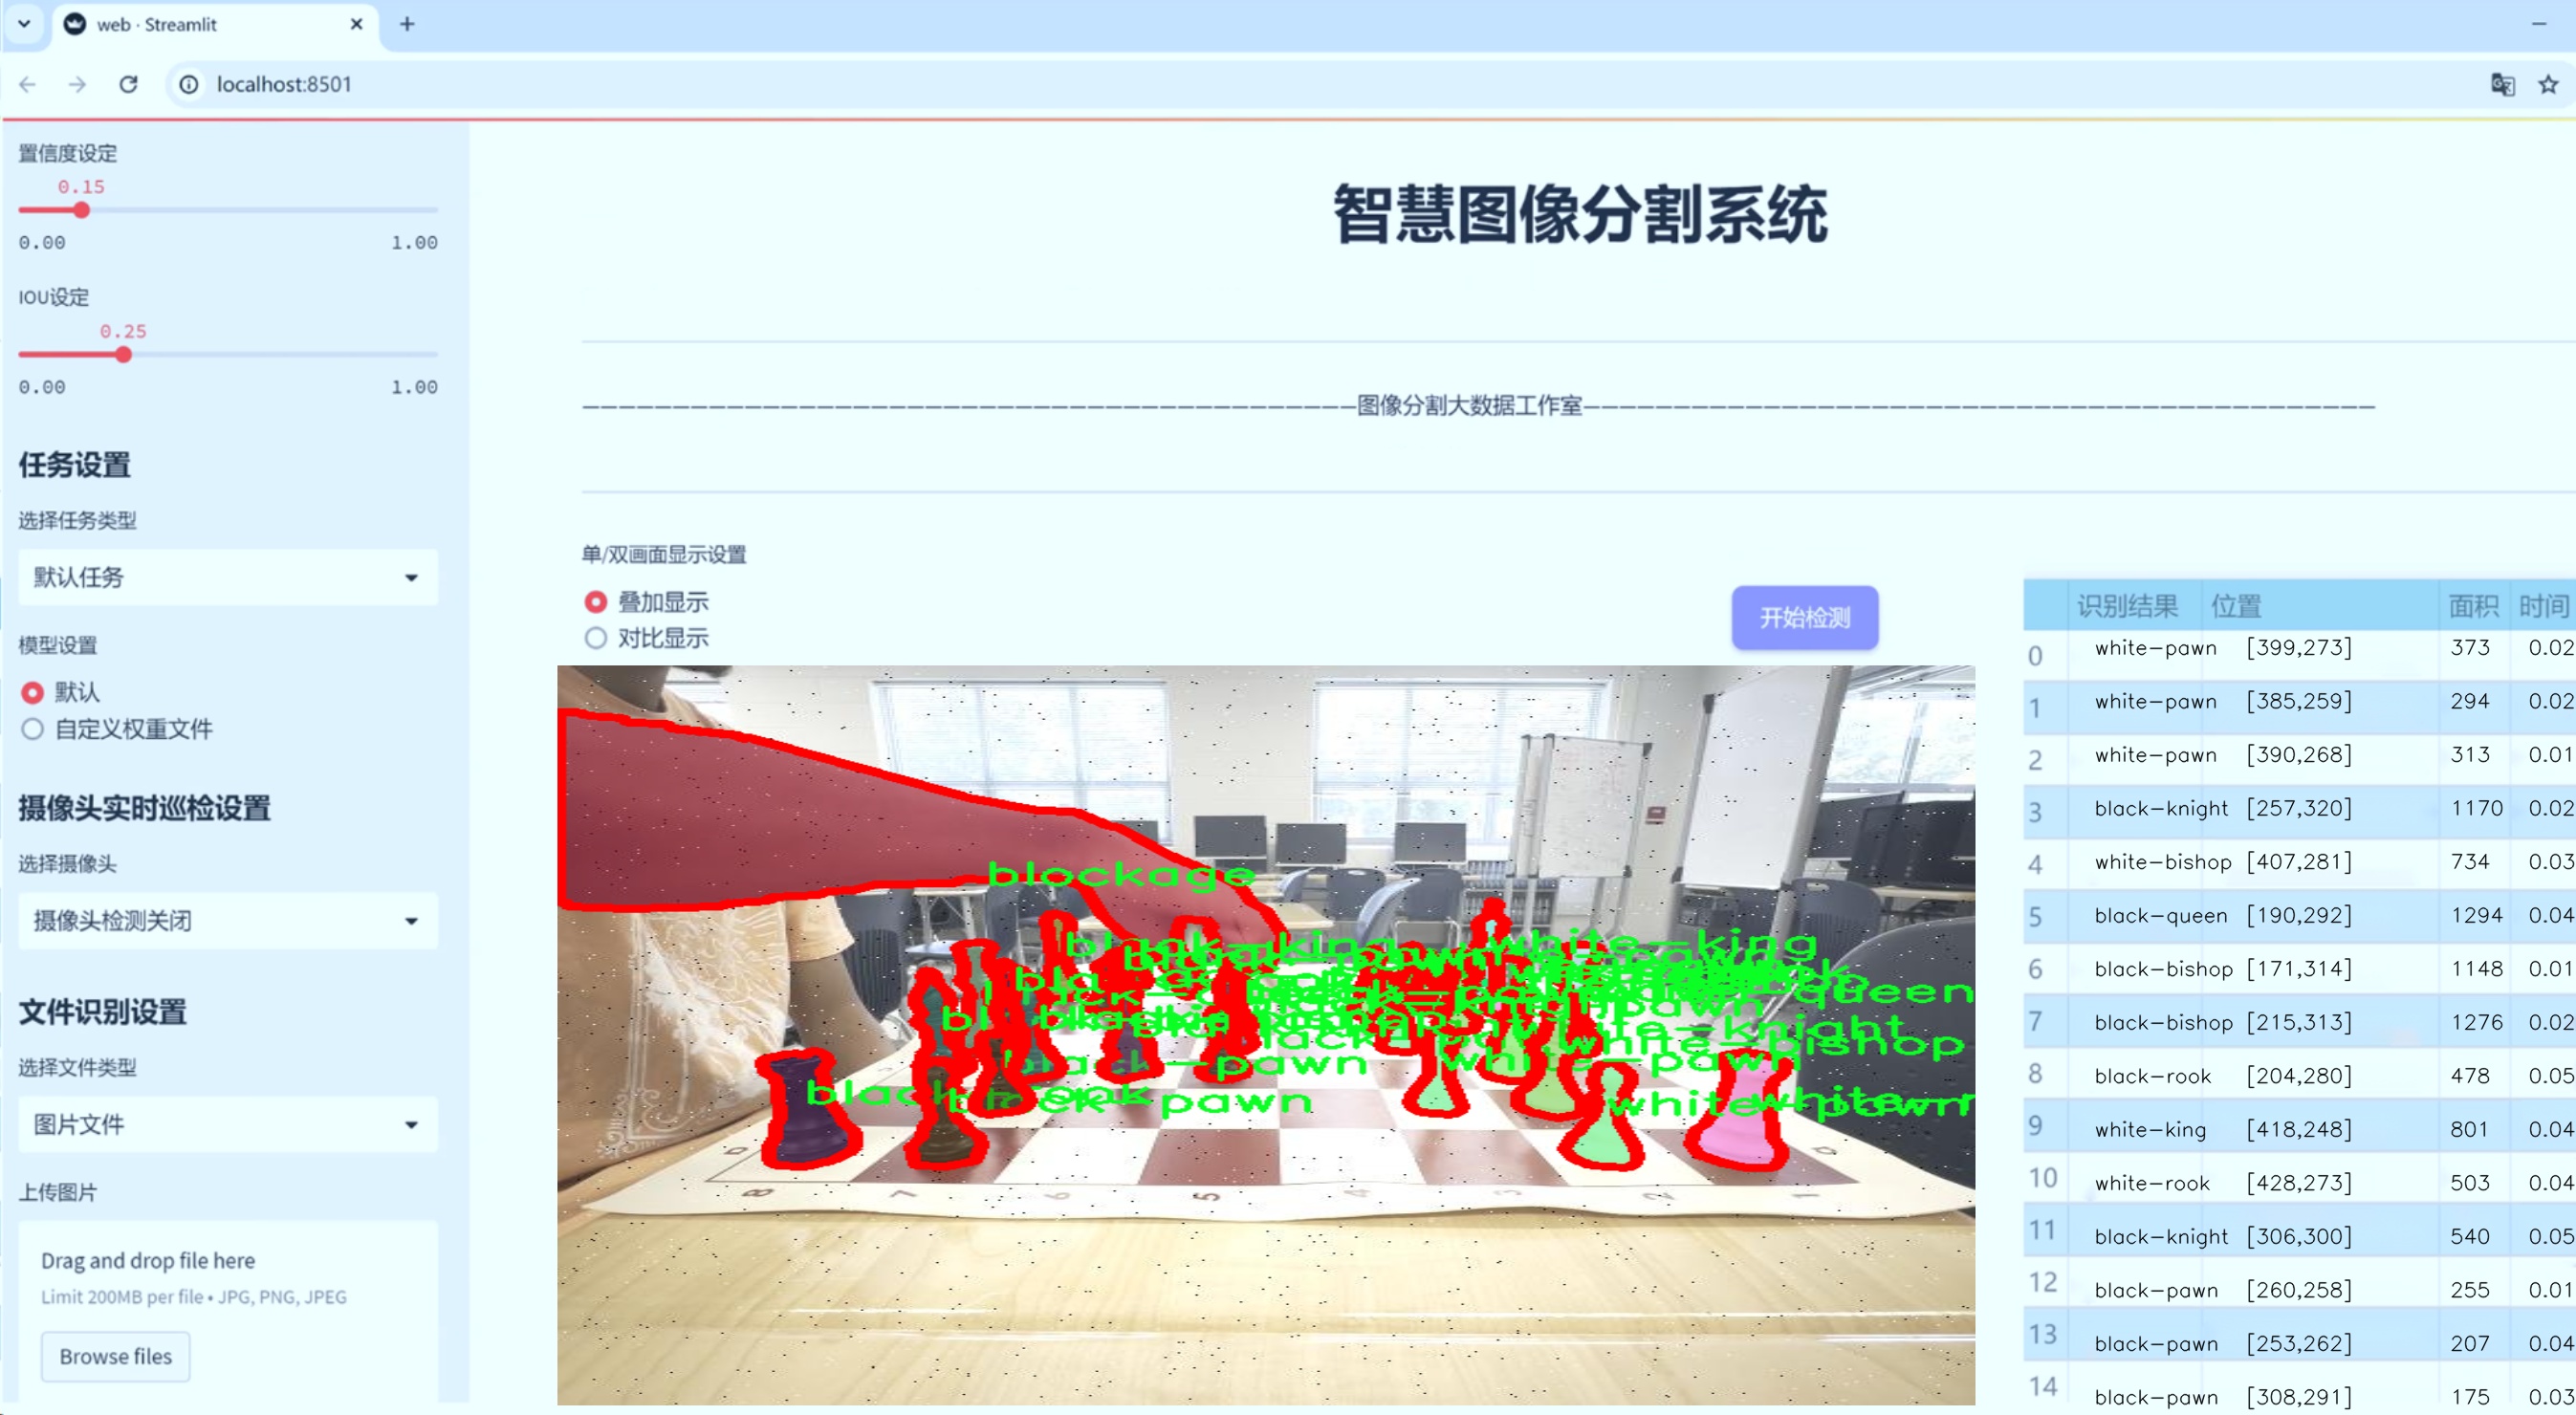 web · Streamlit
localhost:8501
置信度设定
0.15
0.00 1.00
IOU设定
0.25
0.00 1.00
任务设置
选择任务类型
默认任务
模型设置
默认
自定义权重文件
摄像头实时巡检设置
选择摄像头
摄像头检测关闭
文件识别设置
选择文件类型
图片文件
上传图片
Drag and drop file here
Limit 200MB per file • JPG, PNG, JPEG
Browse files
智慧图像分割系统
图像分割大数据工作室
单/双画面显示设置
叠加显示
对比显示
开始检测
blockage
white-king
queen
white-pawn
识别结果 位置 面积 时间
0 white-pawn [399,273] 373 0.02
1 white-pawn [385,259] 294 0.02
2 white-pawn [390,268] 313 0.01
3 black-knight [257,320] 1170 0.02
4 white-bishop [407,281] 734 0.03
5 black-queen [190,292] 1294 0.04
6 black-bishop [171,314] 1148 0.01
7 black-bishop [215,313] 1276 0.02
8 black-rook [204,280] 478 0.05
9 white-king [418,248] 801 0.04
10 white-rook [428,273] 503 0.04
11 black-knight [306,300] 540 0.05
12 black-pawn [260,258] 255 0.01
13 black-pawn [253,262] 207 0.04
14 black-pawn [308,291] 175 0.03